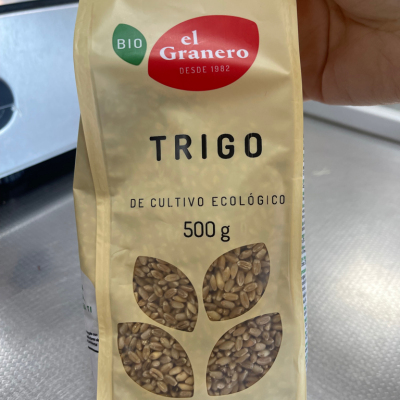 BIO
el
Granero
DESDE 1982
TRIGO
DE CULTIVO ECOLÓGICO
500 g